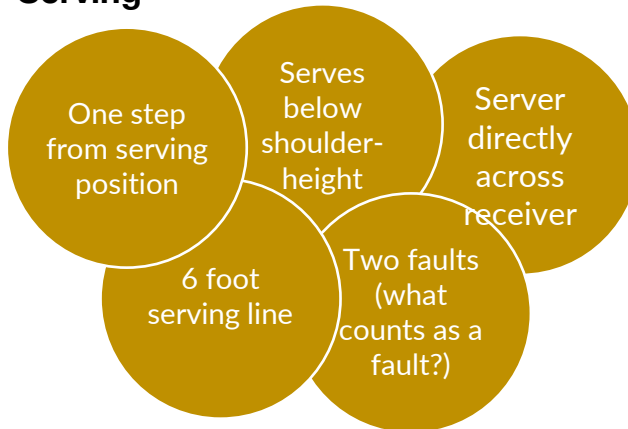 Serving
One step
from serving
position
Serves
below
shoulder-
height
Server
directly
across
receiver
6 foot
serving line
Two faults
(what
counts as a
fault?)